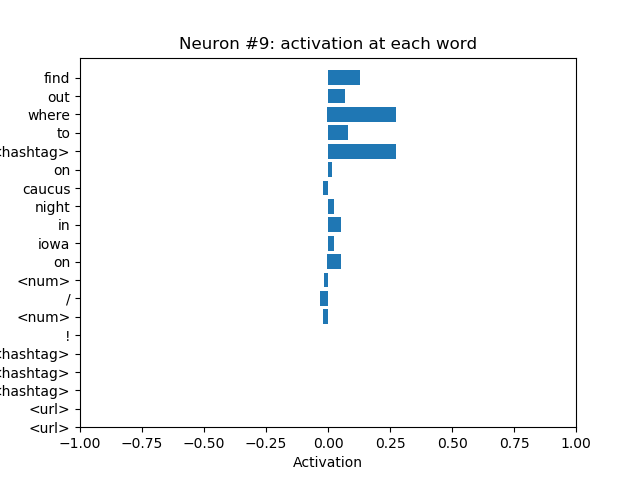 Neuron #9: activation at each word
find
out
where
to
hashtag>
on
caucus
night
in
iowa
on
<num>
/
<num>
!
hashtag>
hashtag>
hashtag>
<url>
<url>
−1.00 −0.75 −0.50 −0.25 0.00 0.25 0.50 0.75 1.00
Activation